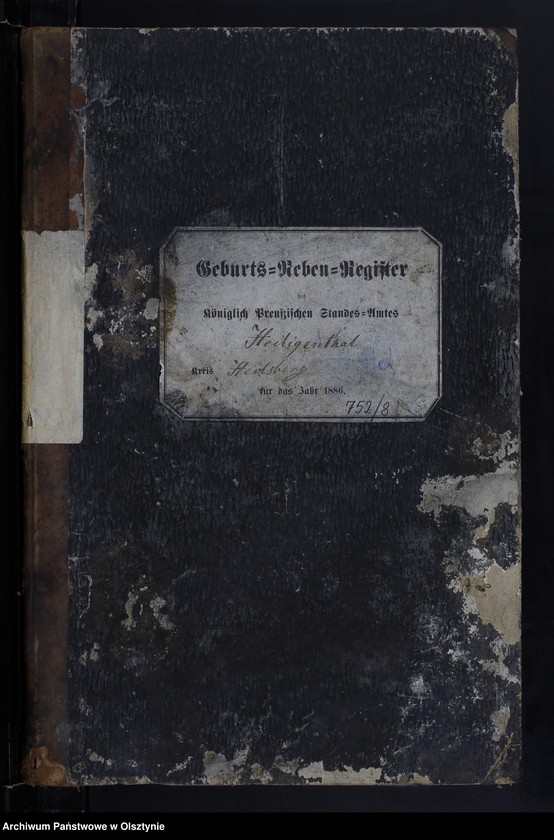 Geburts=Neben=Register
des
Königlich Preußischen Standes=Amtes
Heiligenthal
Kreis Heilsberg
für das Jahr 1886.
752/8
Archiwum Państwowe w Olsztynie